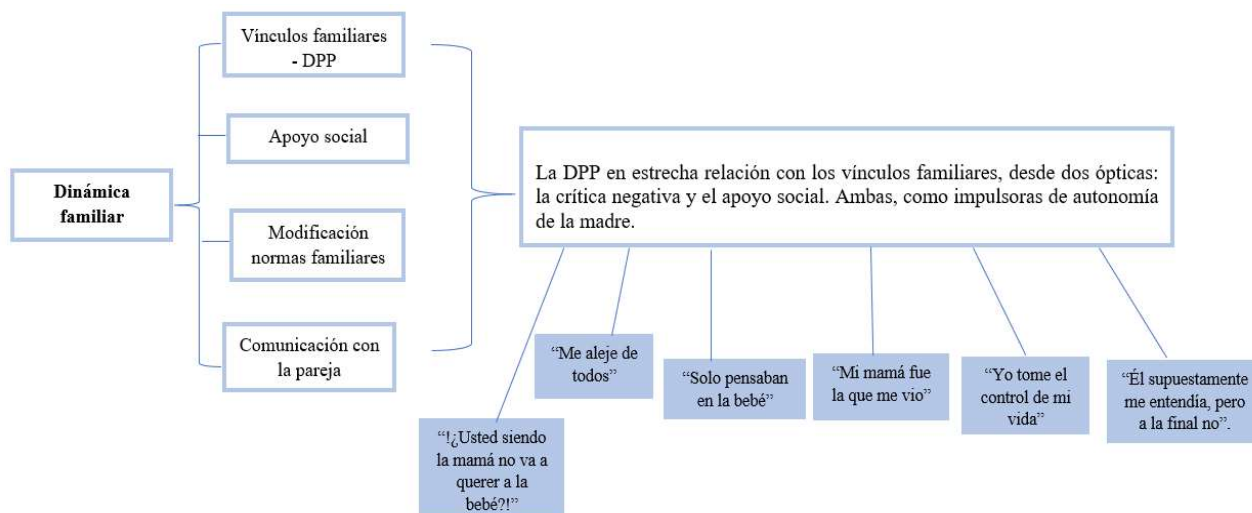 Vínculos familiares
- DPP
Apoyo social
Dinámica
familiar
Modificación
normas familiares
Comunicación con
la pareja
La DPP en estrecha relación con los vínculos familiares, desde dos ópticas:
la crítica negativa y el apoyo social. Ambas, como impulsoras de autonomía
de la madre.
“!¿Usted siendo
la mamá no va a
querer a la
bebé?!”
“Me aleje de
todos”
“Solo pensaban
en la bebé”
“Mi mamá fue
la que me vio”
“Yo tome el
control de mi
vida”
“Él supuestamente
me entendía, pero
a la final no”.